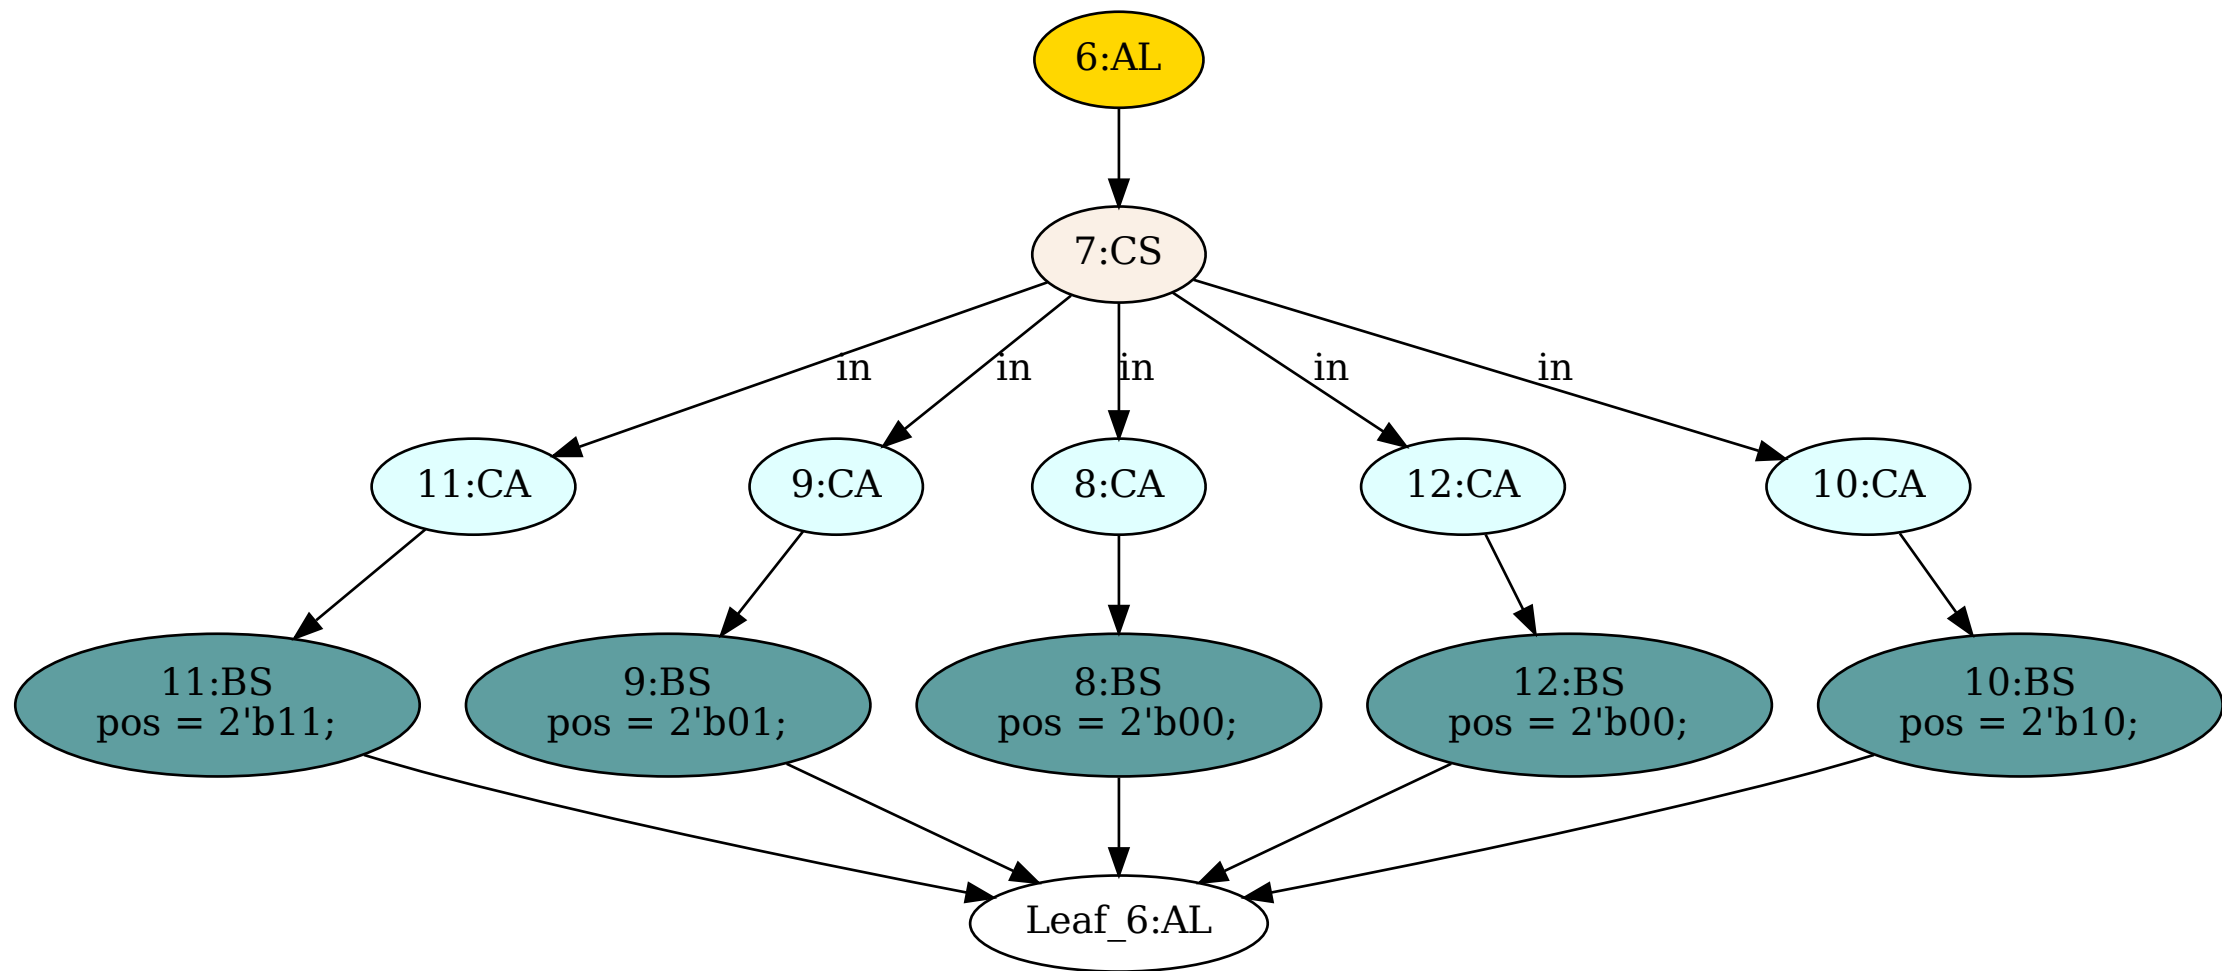 6:AL
7:CS
in
in
in
in
in
11:CA
9:CA
8:CA
12:CA
10:CA
11:BS
pos = 2'b11;
9:BS
pos = 2'b01;
8:BS
pos = 2'b00;
12:BS
pos = 2'b00;
10:BS
pos = 2'b10;
Leaf_6:AL